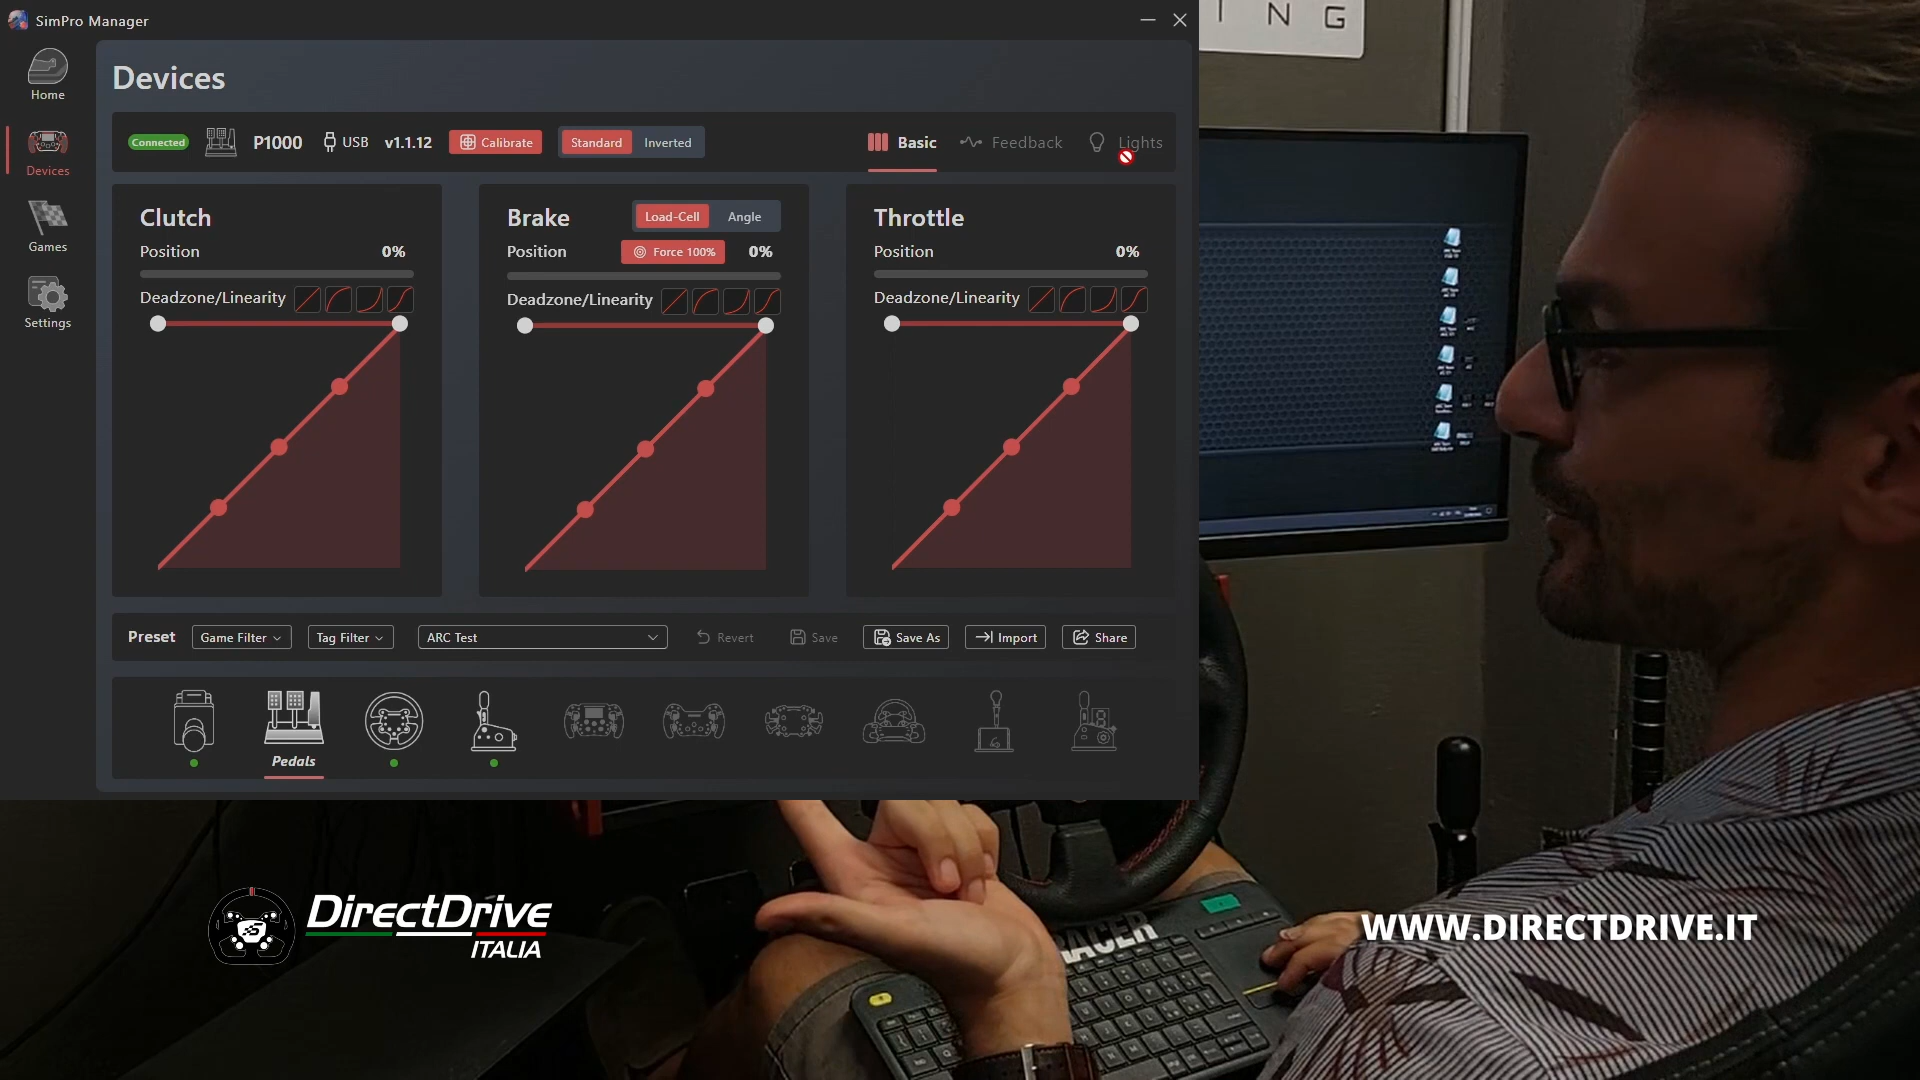 SimPro Manager
ING
Home
Devices
Games
Settings
Devices
Connected P1000 USB v1.1.12 Calibrate Standard Inverted Basic Feedback Lights
Clutch
Position 0%
Deadzone/Linearity
Brake Load-Cell Angle
Position Force 100% 0%
Deadzone/Linearity
Throttle
Position 0%
Deadzone/Linearity
Preset Game Filter Tag Filter ARC Test Revert Save Save As Import Share
Pedals
DirectDrive
ITALIA
WWW.DIRECTDRIVE.IT